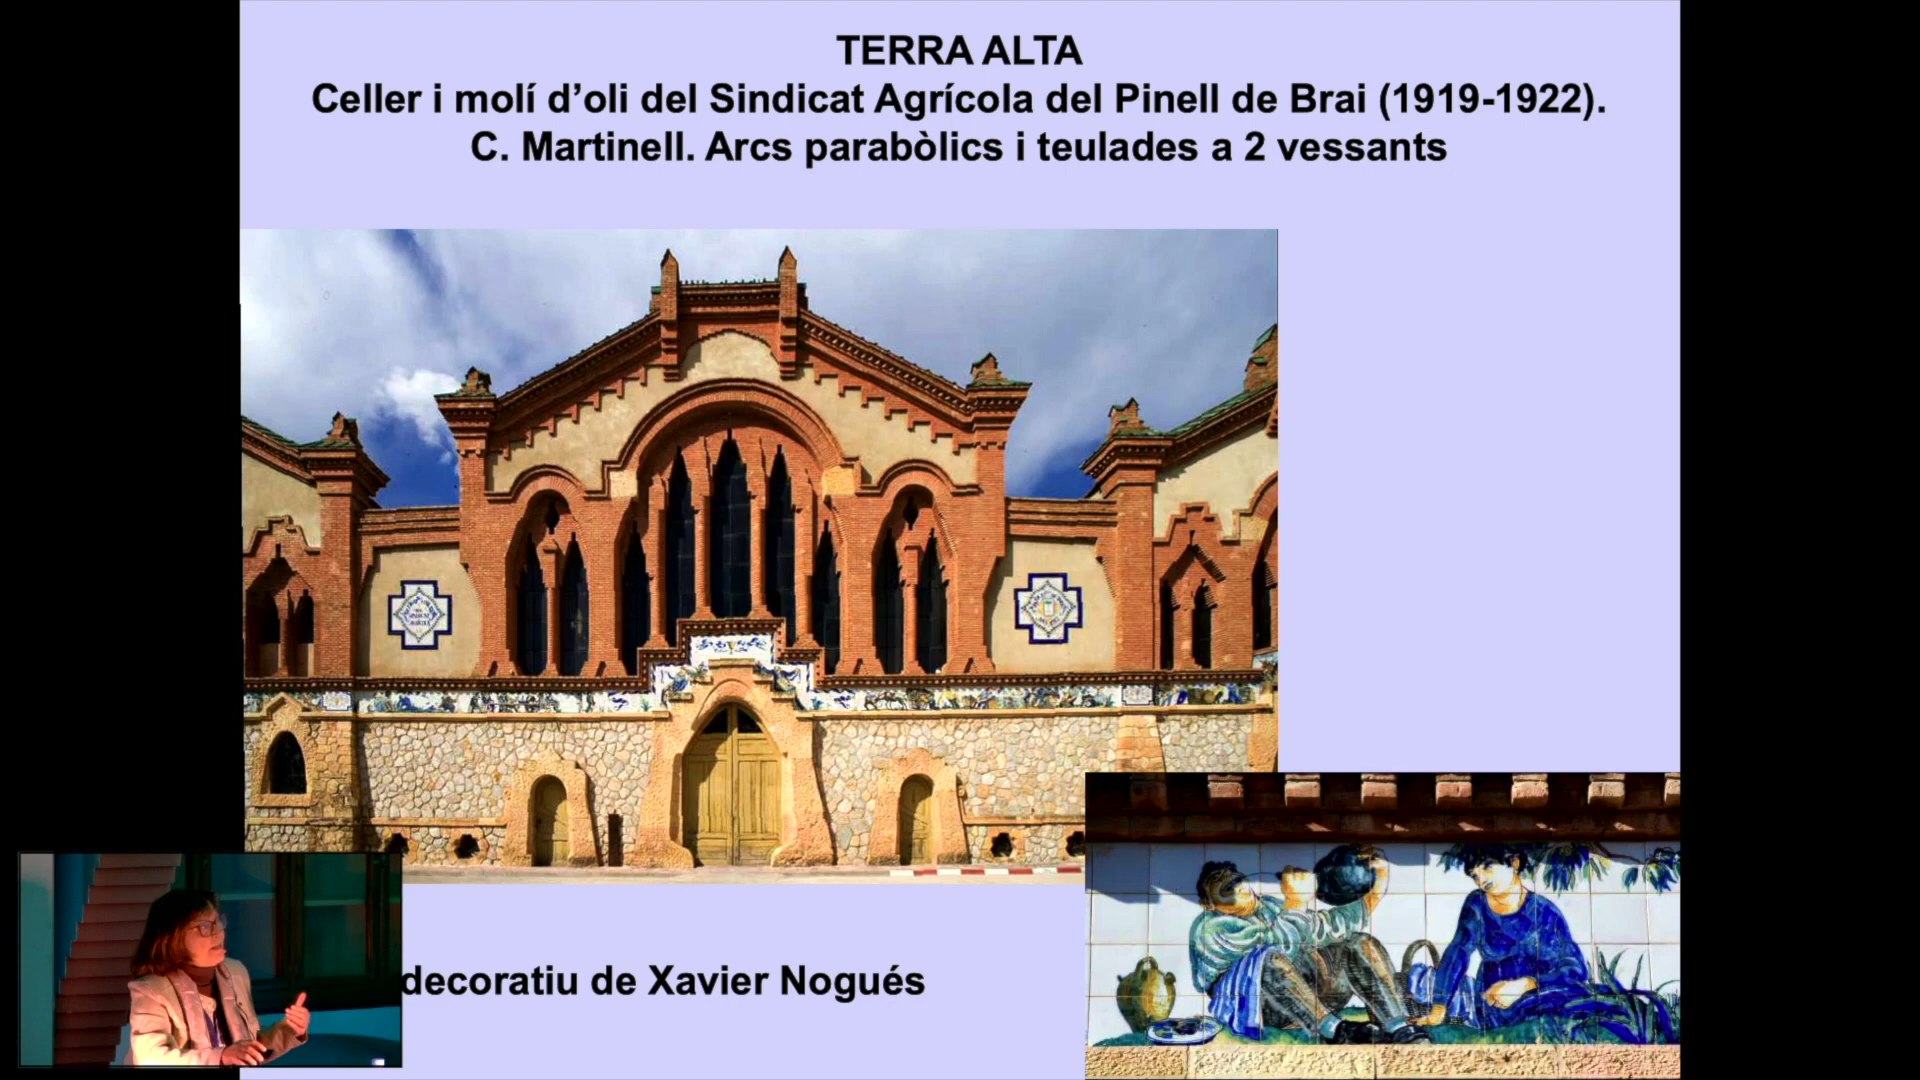 TERRA ALTA
Celler i molí d’oli del Sindicat Agrícola del Pinell de Brai (1919-1922).
C. Martinell. Arcs parabòlics i teulades a 2 vessants
decoratiu de Xavier Nogués